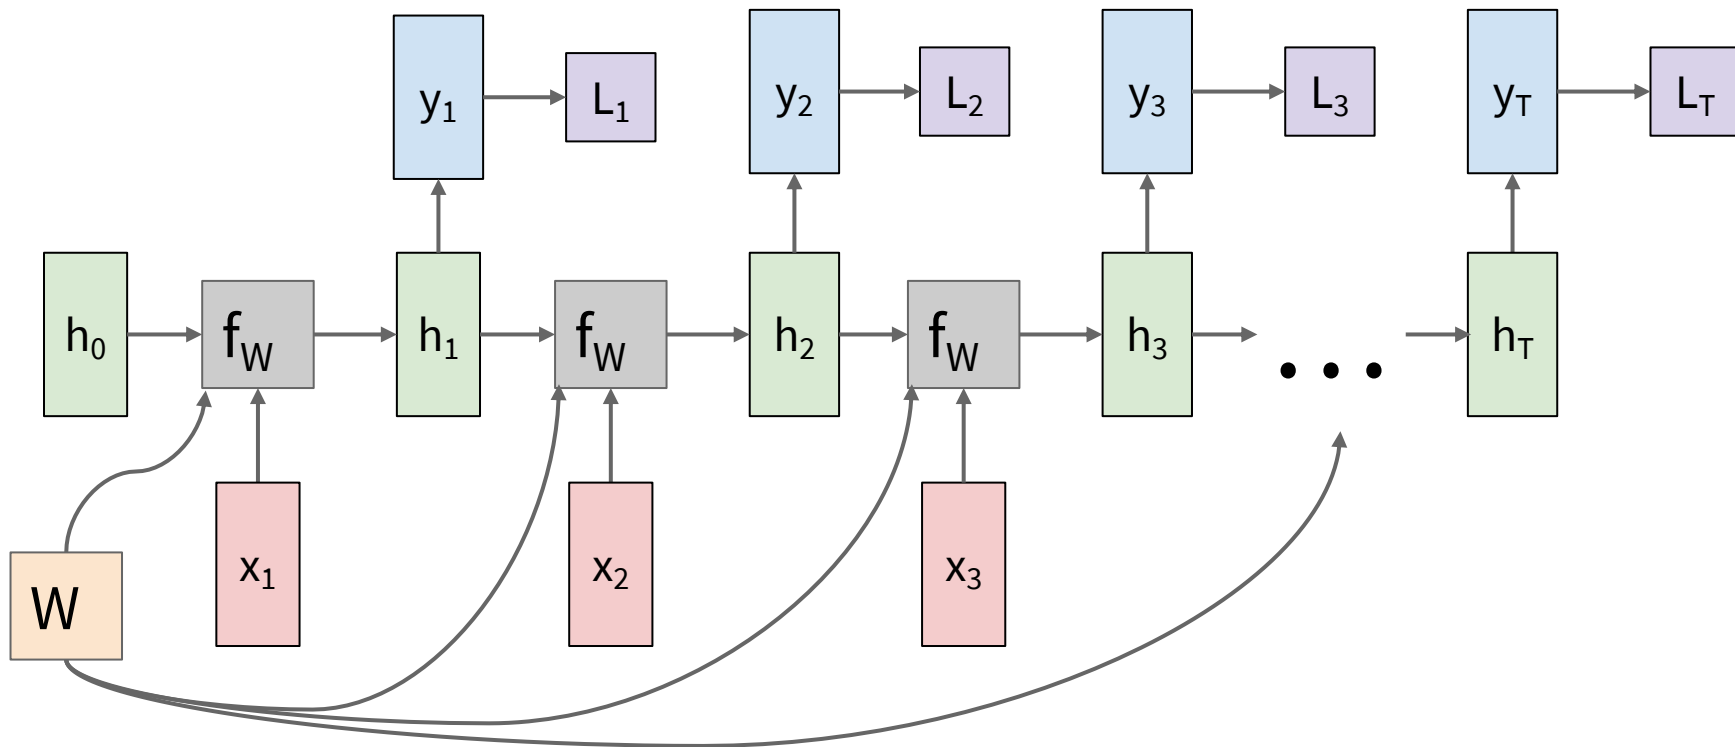 y₁ L₁ y₂ L₂ y₃ L₃ y_T L_T
h₀ f_W h₁ f_W h₂ f_W h₃ • • • h_T
x₁ x₂ x₃
W